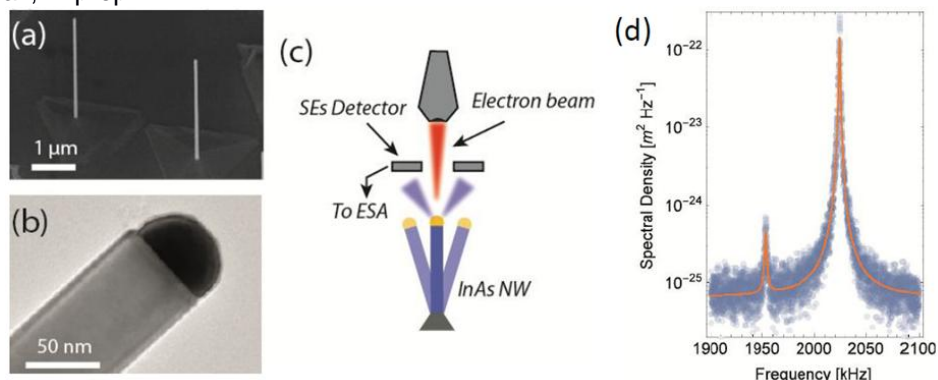 (a)
1 μm
(b)
50 nm
(c)
SEs Detector
Electron beam
To ESA
InAs NW
(d)
Spectral Density [m² Hz⁻¹]
10⁻²²
10⁻²³
10⁻²⁴
10⁻²⁵
1900 1950 2000 2050 2100
Frequency [kHz]